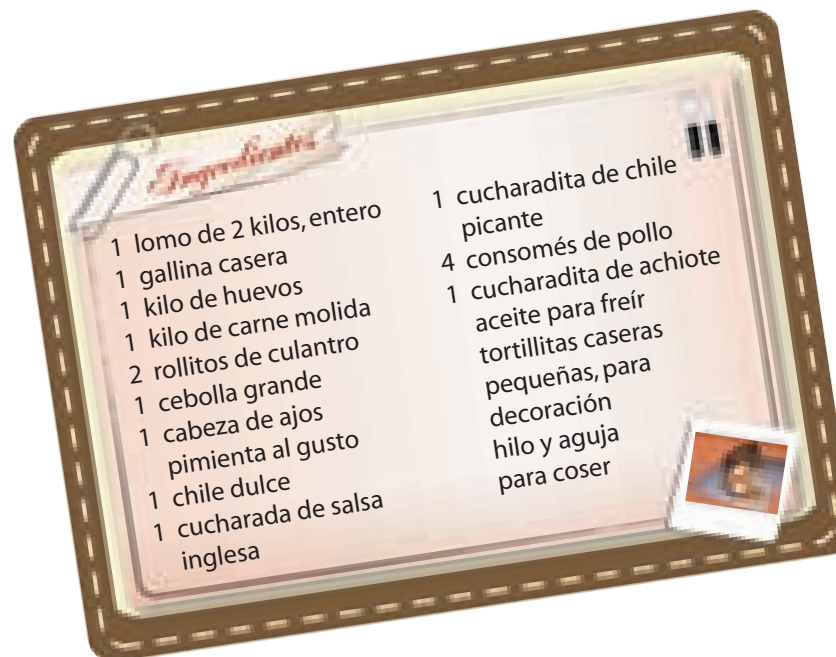 Ingredientes
1 lomo de 2 kilos, entero
1 gallina casera
1 kilo de huevos
1 kilo de carne molida
2 rollitos de culantro
1 cebolla grande
1 cabeza de ajos
pimienta al gusto
1 chile dulce
1 cucharada de salsa
inglesa
1 cucharadita de chile
picante
4 consomés de pollo
1 cucharadita de achiote
aceite para freír
tortillitas caseras
pequeñas, para
decoración
hilo y aguja
para coser